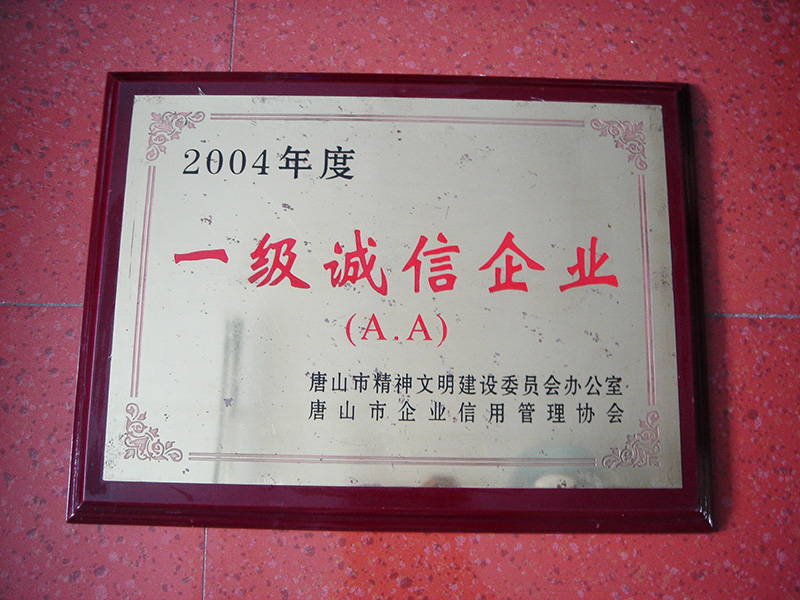 2004年度
一级诚信企业
(A.A)
唐山市精神文明建设委员会办公室
唐山市企业信用管理协会